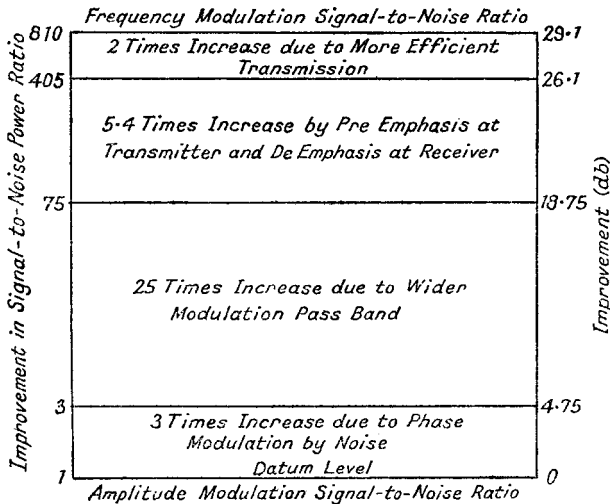 Frequency Modulation Signal-to-Noise Ratio
810
29·1
2 Times Increase due to More Efficient
Transmission
405
26·1
5·4 Times Increase by Pre Emphasis at
Transmitter and De Emphasis at Receiver
75
18·75
25 Times Increase due to Wider
Modulation Pass Band
3
4·75
3 Times Increase due to Phase
Modulation by Noise
Datum Level
1
0
Amplitude Modulation Signal-to-Noise Ratio
Improvement in Signal-to-Noise Power Ratio
Improvement (db)